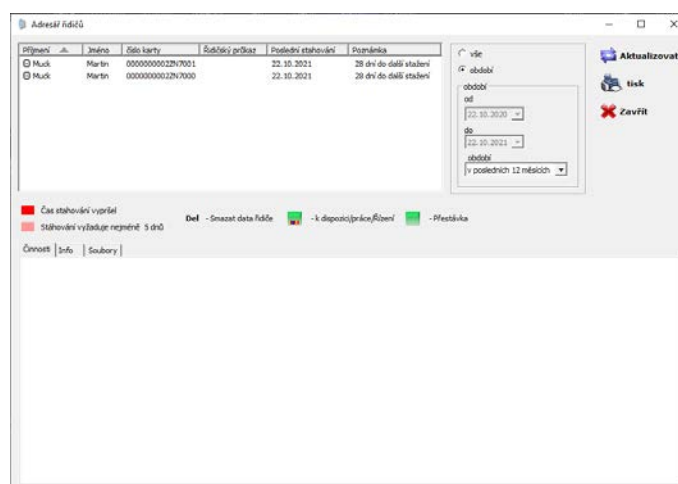 Adresář řidičů
Příjmení Jméno číslo karty Řidičský průkaz Poslední stahování Poznámka
Muck Martin 0000000002ZN7001 22.10.2021 28 dní do další stažení
Muck Martin 0000000002ZN7000 22.10.2021 28 dní do další stažení
vše
období
období
od
22.10.2020
do
22.10.2021
období
v posledních 12 měsících
Aktualizovat
tisk
Zavřít
Čas stahování vypršel
Stáhování vyžaduje nejméně 5 dnů
Del - Smazat data řidiče
- k dispozici/práce/řízení
- Přestávka
Činnosti Info Soubory